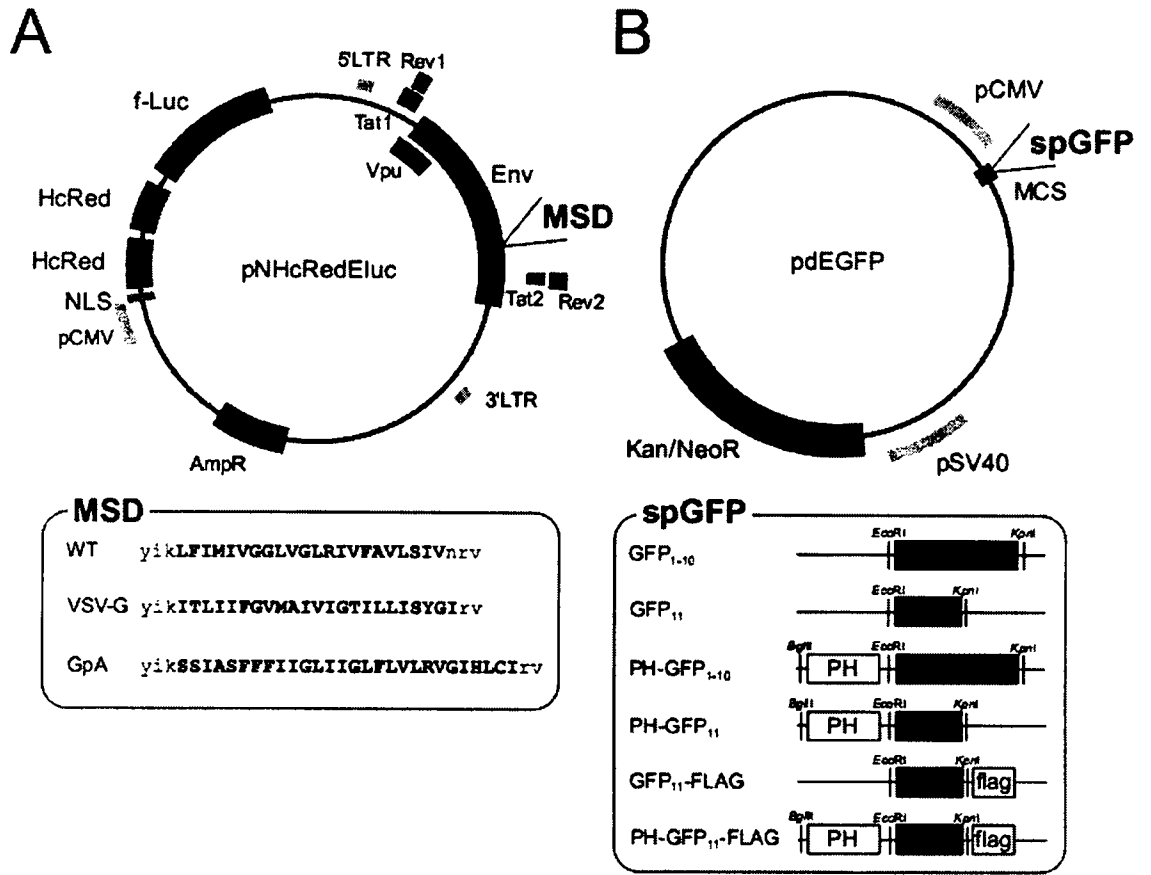 A
5'LTR
Rev1
f-Luc
Tat1
Vpu
Env
HcRed
MSD
HcRed
pNHcRedEluc
NLS
Tat2
Rev2
pCMV
3'LTR
AmpR
MSD
WT yikLFIMIVGGLVGLRIVFAVLSIVnrv
VSV-G yikITLIIFGVMAIVIGTILLISYGIrv
GpA yikSSIASFFFIIGLIIGLFLVLRVGIHLCIrv
B
pCMV
spGFP
MCS
pdEGFP
Kan/NeoR
pSV40
spGFP
EcoRI KpnI
GFP1-10
EcoRI KpnI
GFP11
BglII EcoRI KpnI
PH-GFP1-10 PH
BglII EcoRI KpnI
PH-GFP11 PH
EcoRI KpnI
GFP11-FLAG flag
BglII EcoRI KpnI
PH-GFP11-FLAG PH flag